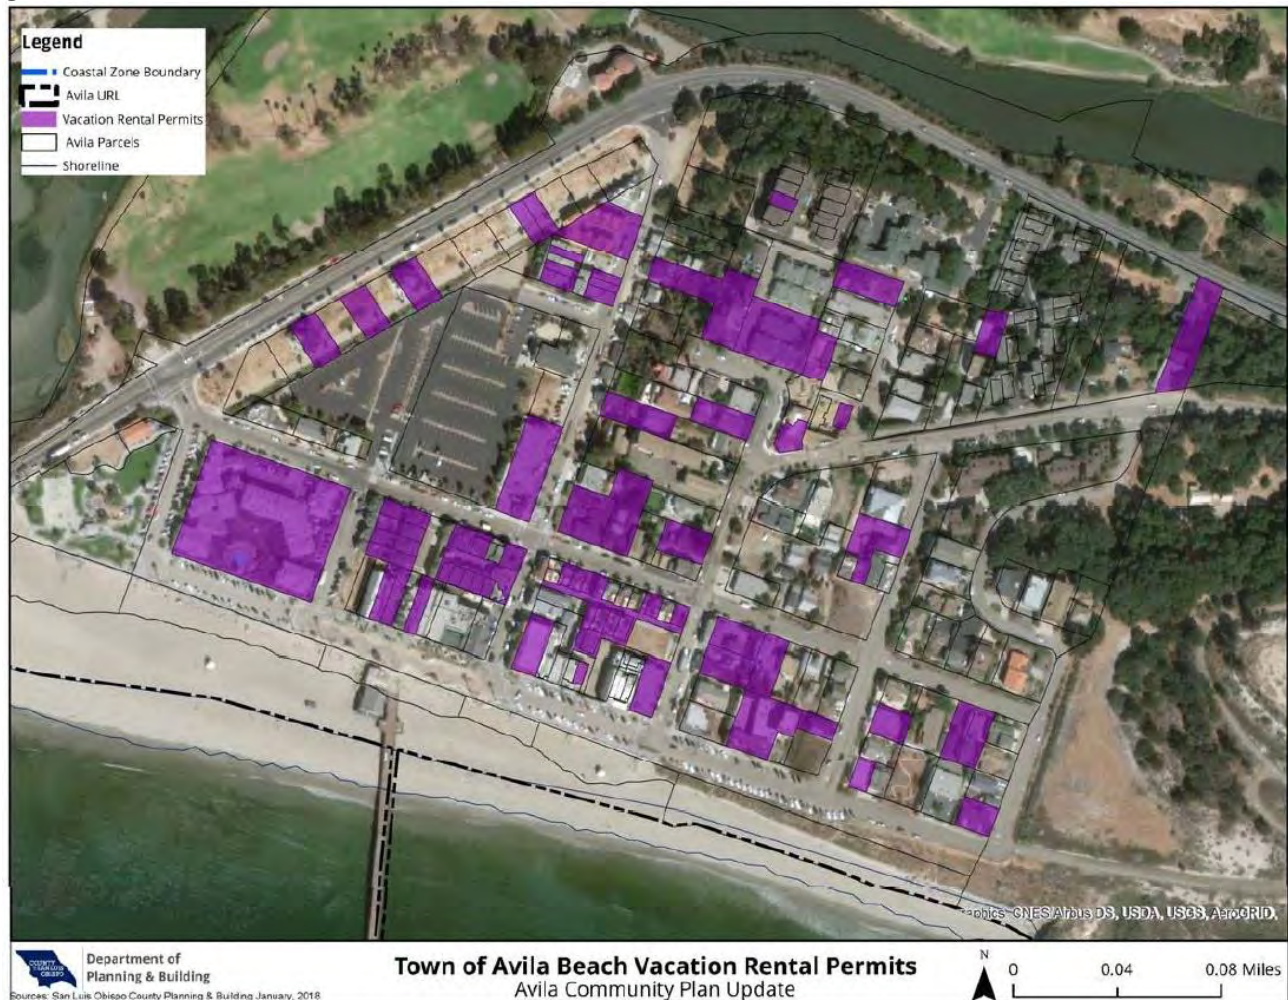 Legend
Coastal Zone Boundary
Avila URL
Vacation Rental Permits
Avila Parcels
Shoreline
CNES/Airbus DS, USDA, USGS, AeroGRID,
COUNTY
OBISPO
Department of
Planning & Building
Sources: San Luis Obispo County Planning & Building January, 2018
Town of Avila Beach Vacation Rental Permits
Avila Community Plan Update
N
0 0.04 0.08 Miles